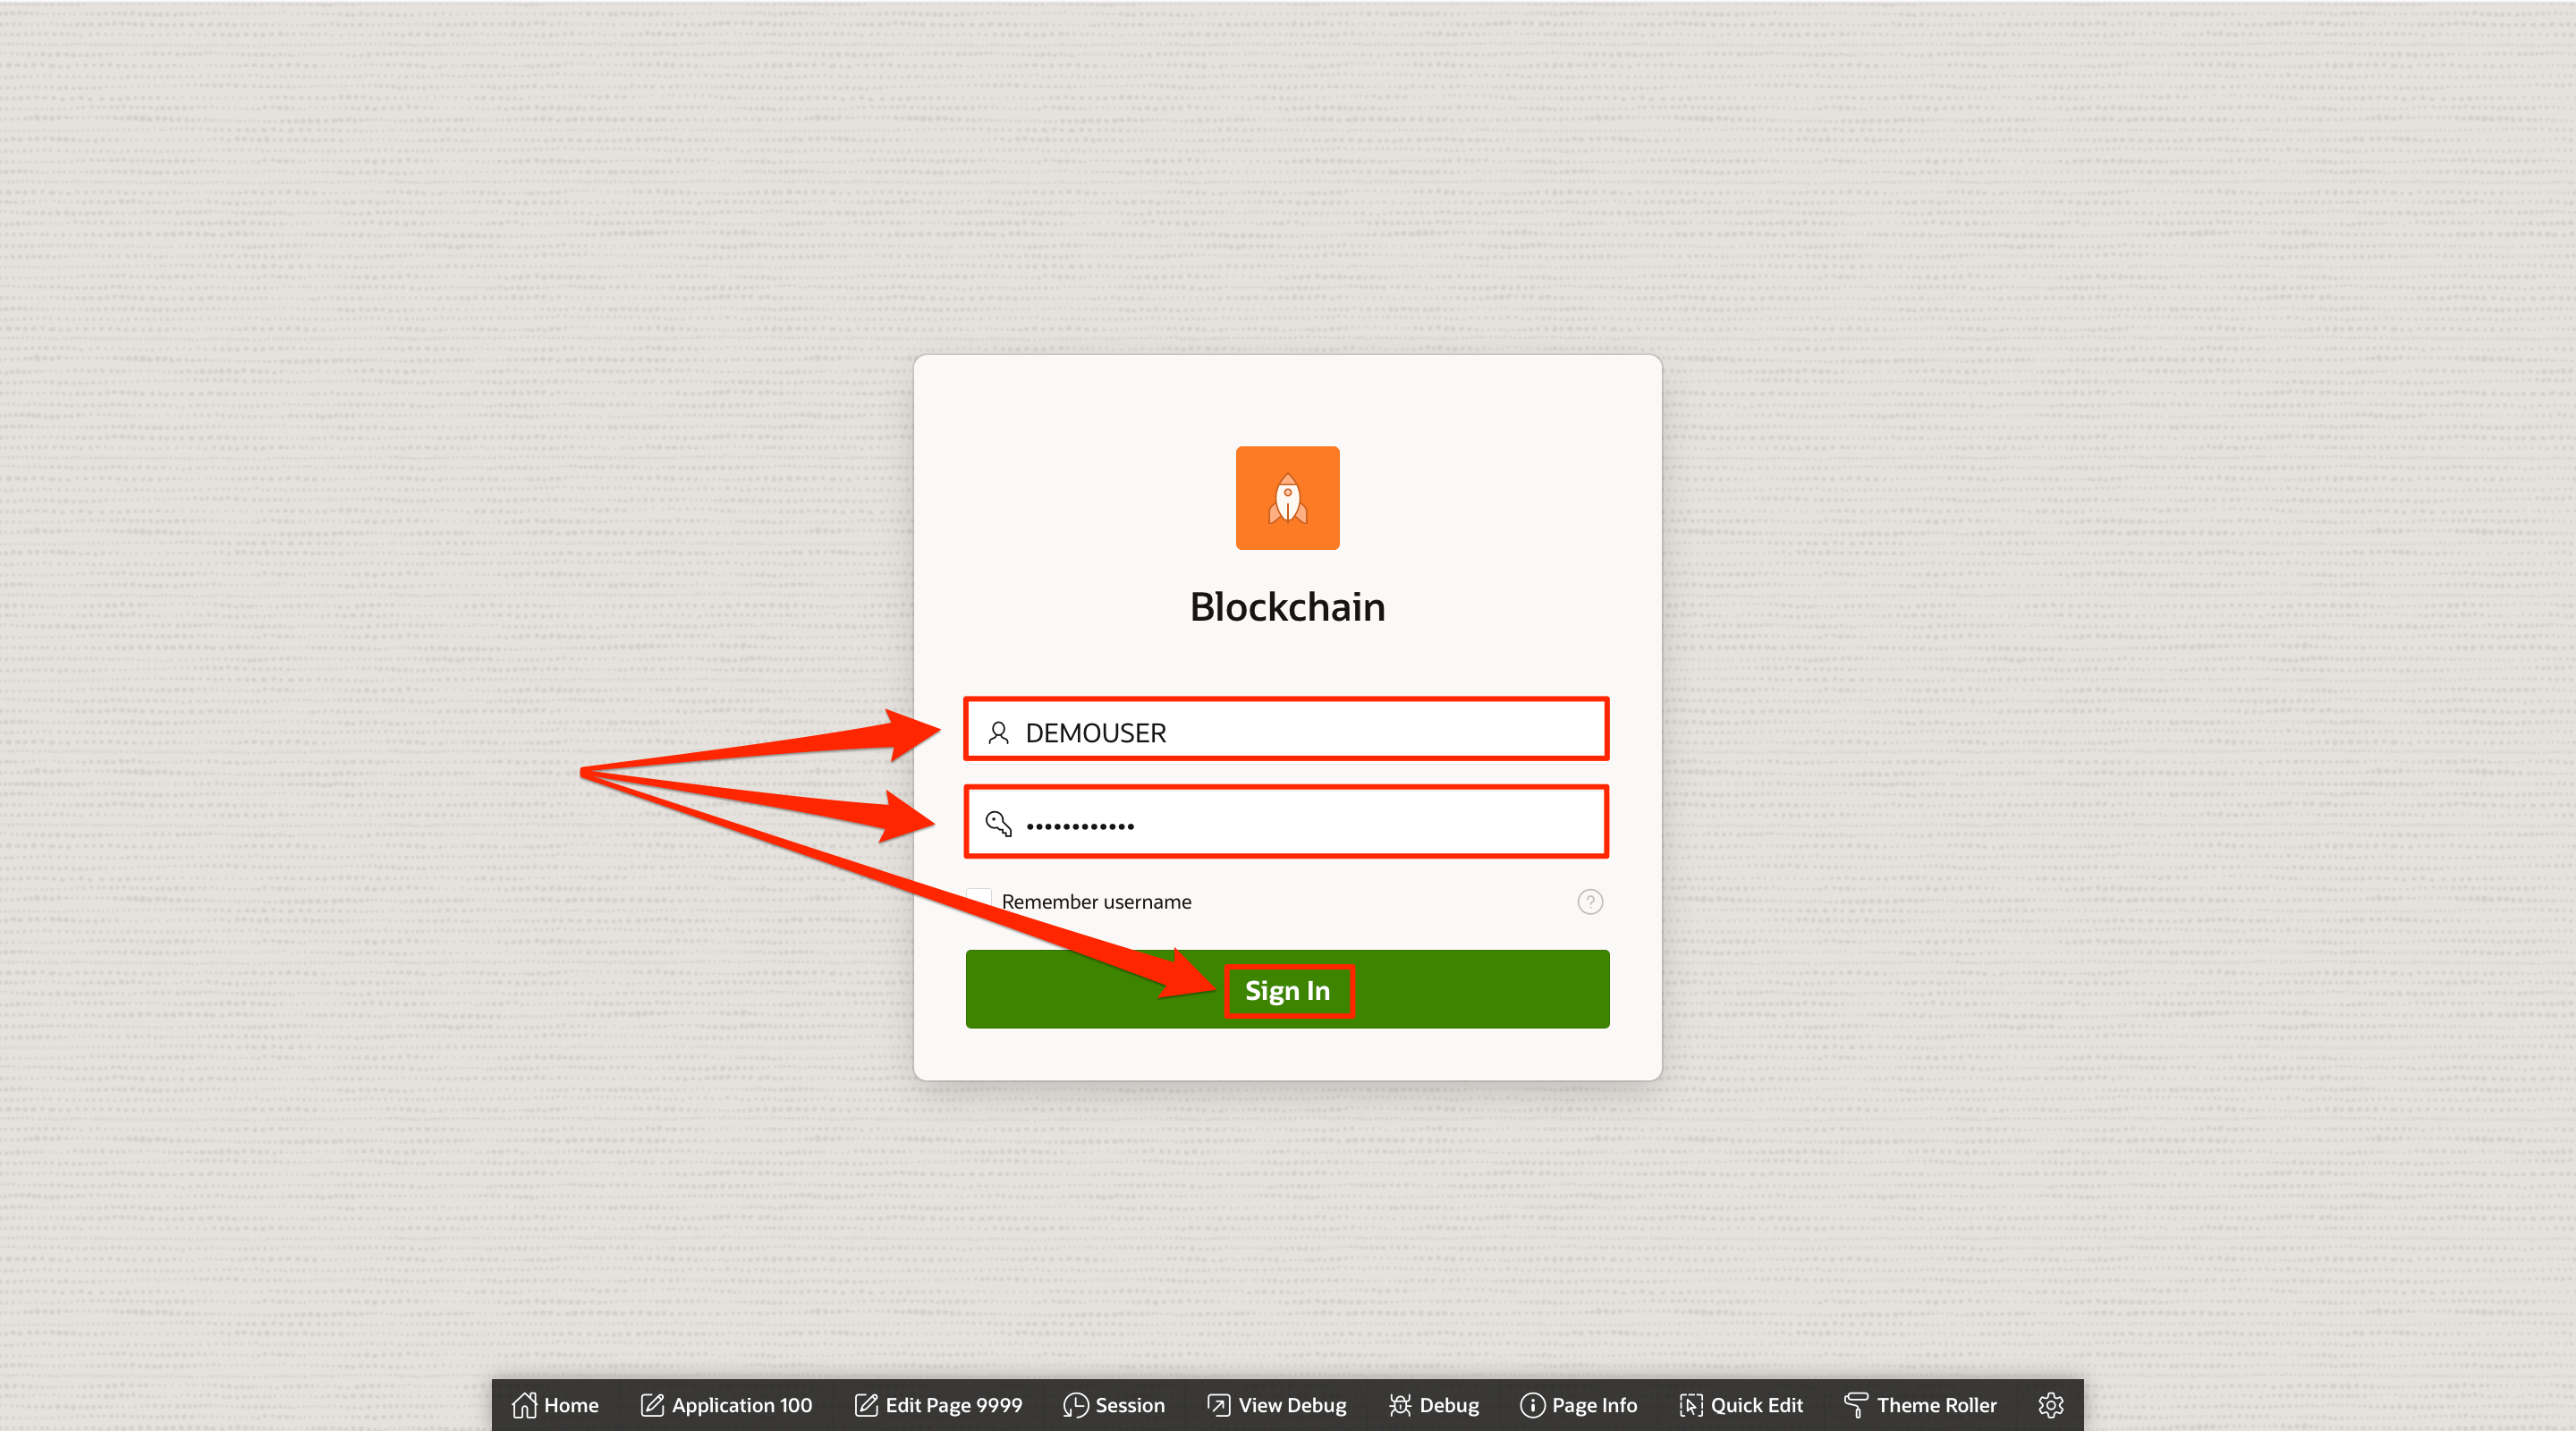 Blockchain
DEMOUSER
••••••••••••
Remember username
?
Sign In
Home Application 100 Edit Page 9999 Session View Debug Debug Page Info Quick Edit Theme Roller